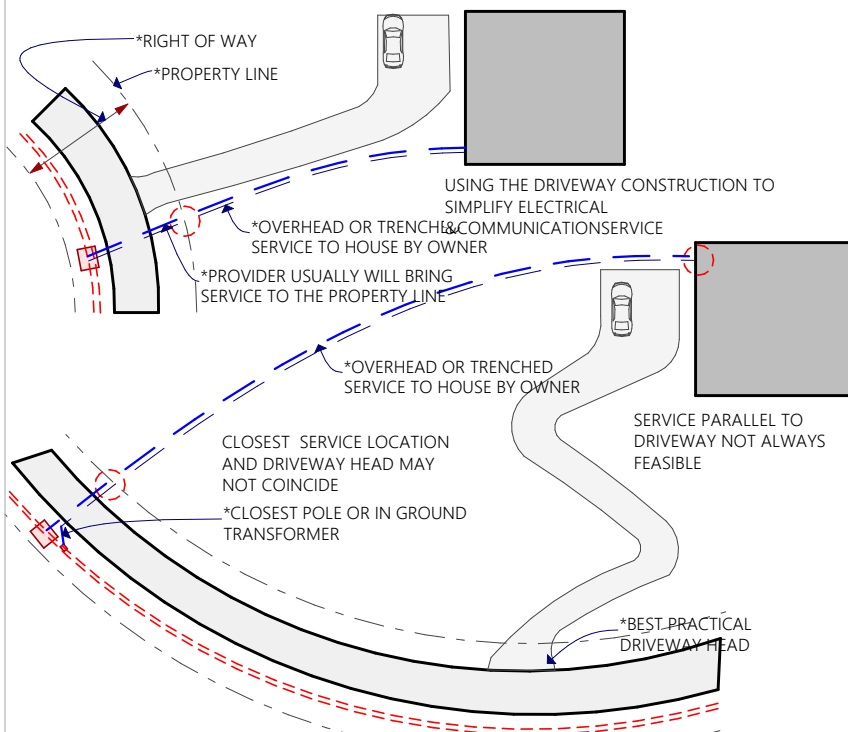 *RIGHT OF WAY
*PROPERTY LINE
USING THE DRIVEWAY CONSTRUCTION TO
SIMPLIFY ELECTRICAL
&COMMUNICATIONSERVICE
*OVERHEAD OR TRENCHED
SERVICE TO HOUSE BY OWNER
*PROVIDER USUALLY WILL BRING
SERVICE TO THE PROPERTY LINE
*OVERHEAD OR TRENCHED
SERVICE TO HOUSE BY OWNER
SERVICE PARALLEL TO
DRIVEWAY NOT ALWAYS
FEASIBLE
CLOSEST  SERVICE LOCATION
AND DRIVEWAY HEAD MAY
NOT COINCIDE
*CLOSEST POLE OR IN GROUND
TRANSFORMER
*BEST PRACTICAL
DRIVEWAY HEAD